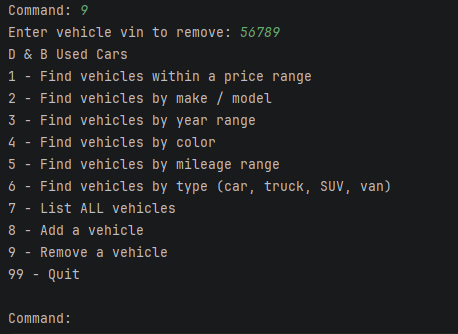 Command: 9
Enter vehicle vin to remove: 56789
D & B Used Cars
1 - Find vehicles within a price range
2 - Find vehicles by make / model
3 - Find vehicles by year range
4 - Find vehicles by color
5 - Find vehicles by mileage range
6 - Find vehicles by type (car, truck, SUV, van)
7 - List ALL vehicles
8 - Add a vehicle
9 - Remove a vehicle
99 - Quit
Command: